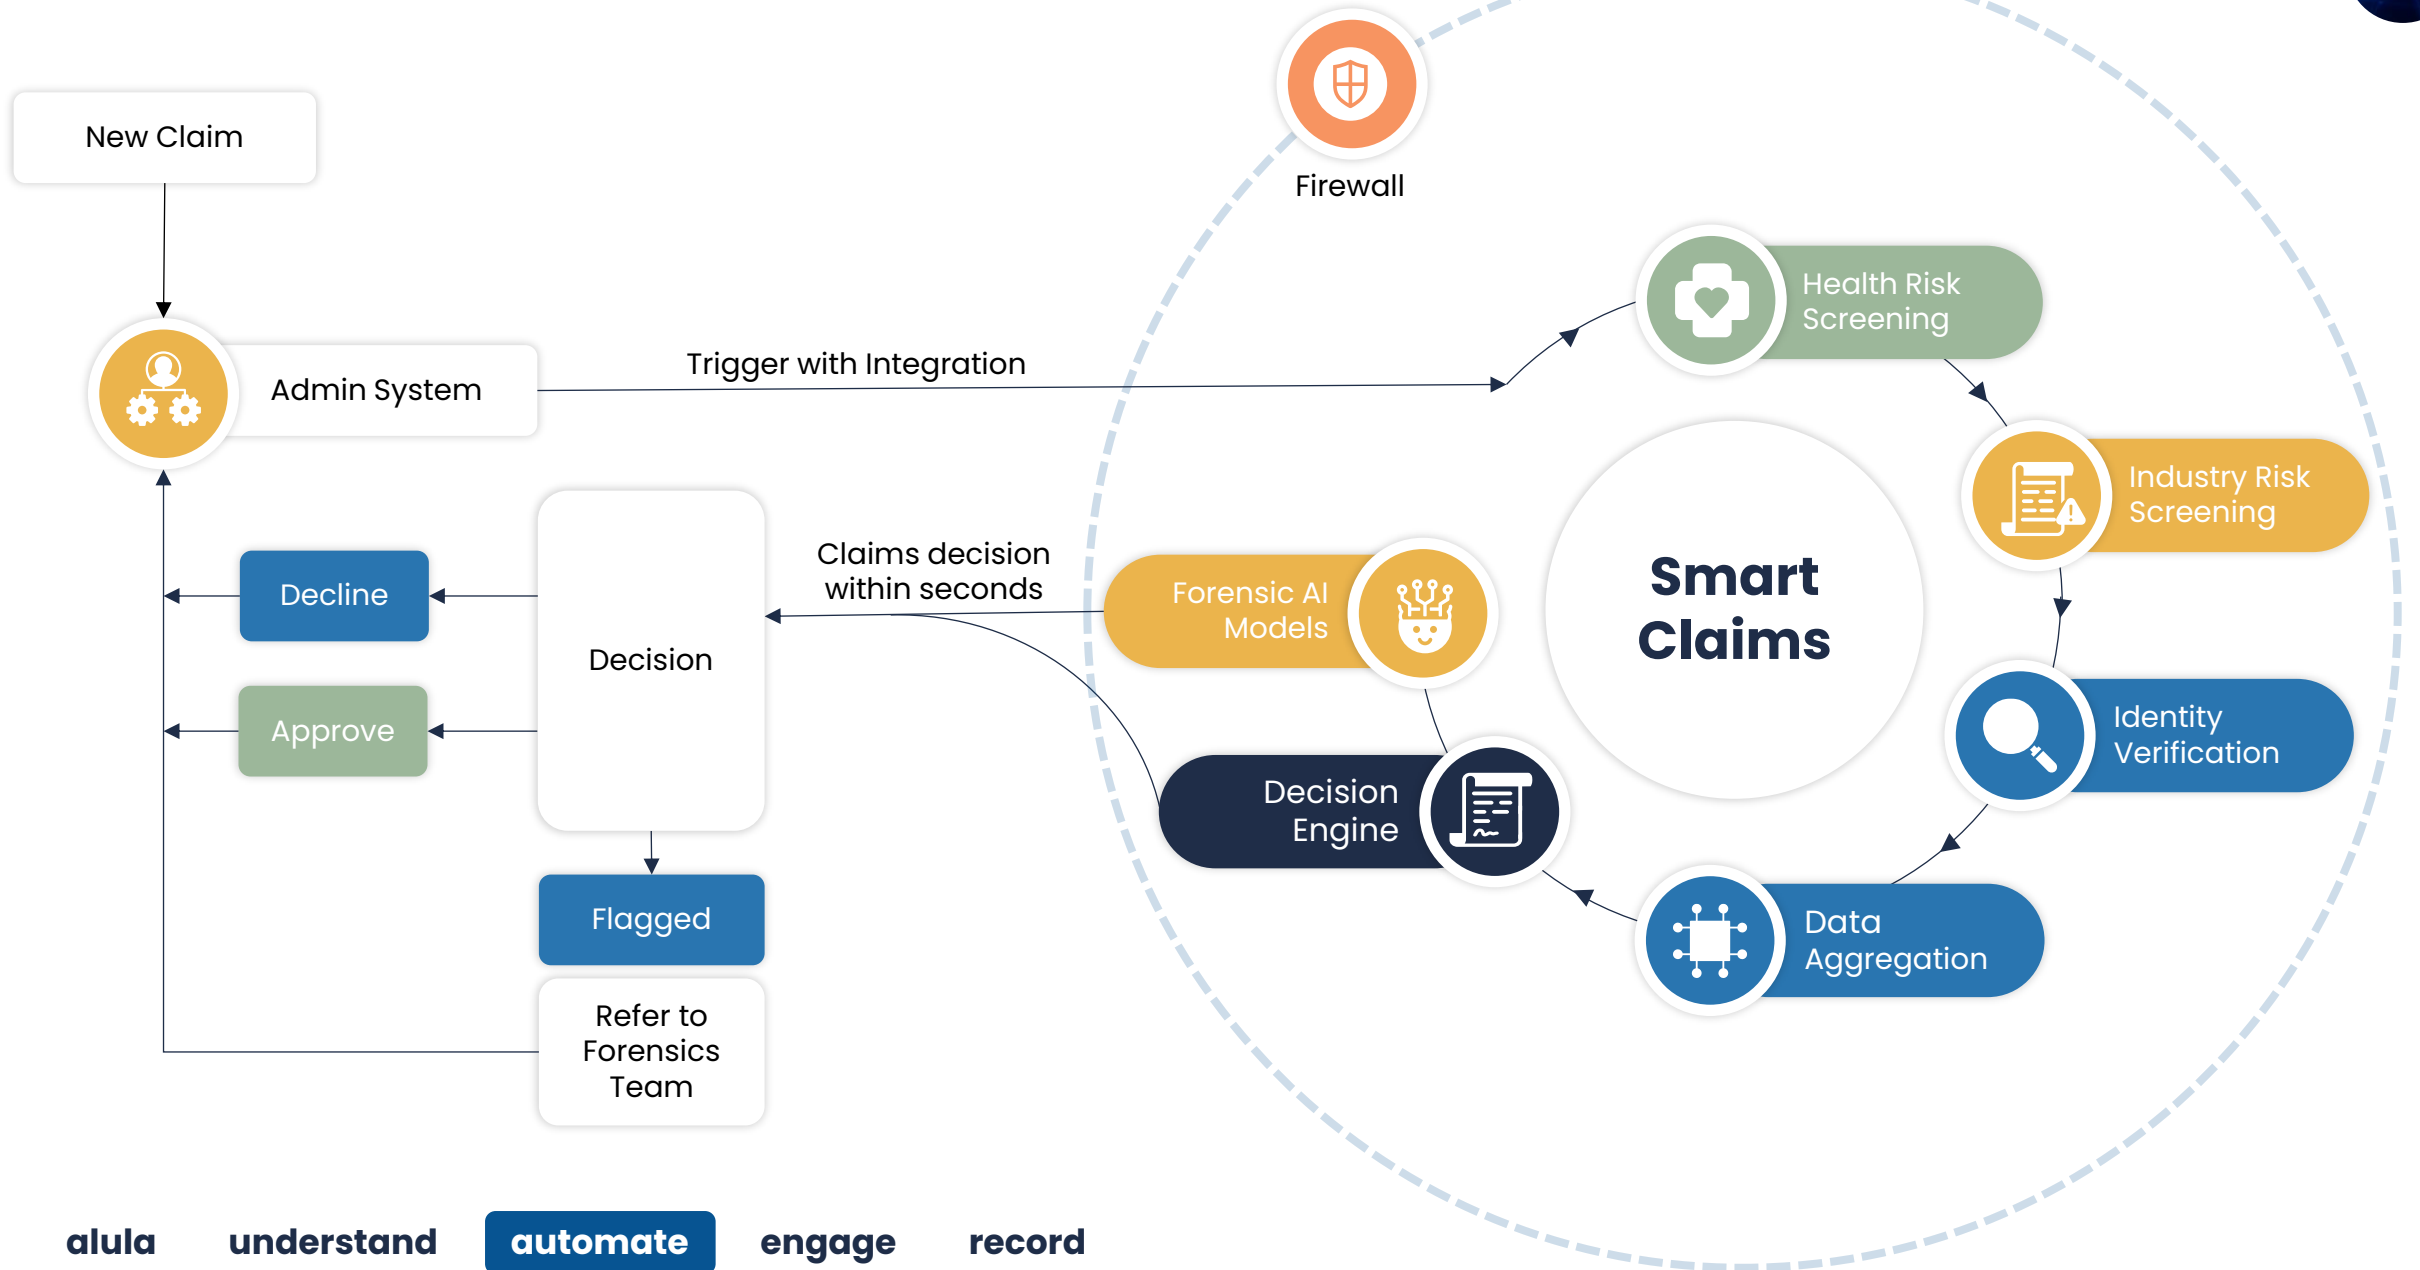 New Claim
Firewall
Admin System
Trigger with Integration
Health Risk
Screening
Industry Risk
Screening
Smart
Claims
Identity
Verification
Data
Aggregation
Decision
Engine
Forensic AI
Models
Claims decision
within seconds
Decision
Decline
Approve
Flagged
Refer to
Forensics
Team
alula
understand
automate
engage
record